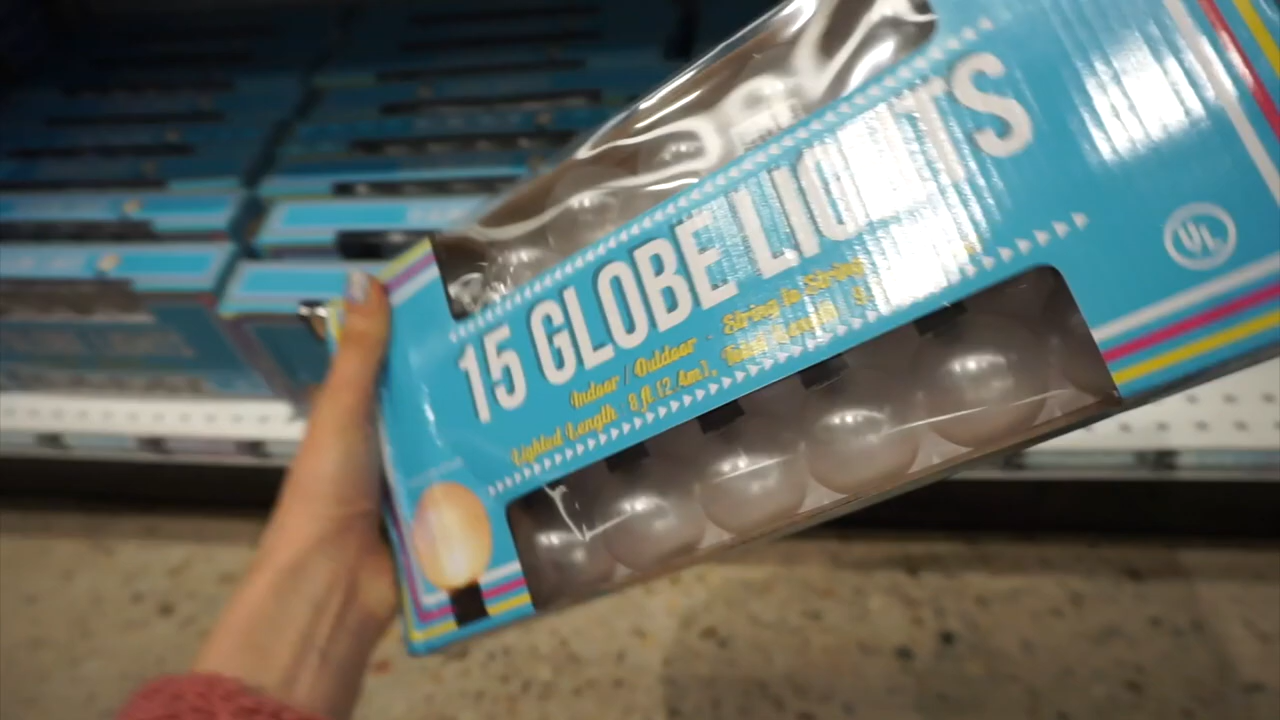 15 GLOBE LIGHTS
Indoor / Outdoor - String to String
Lighted Length : 8 ft (2.4m), Total Length
UL